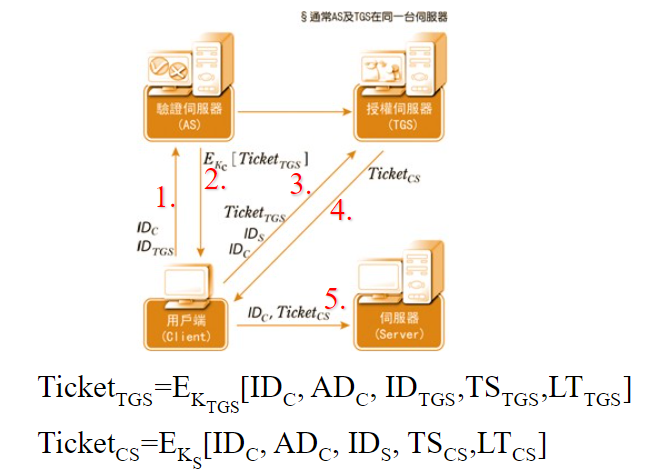 §通常AS及TGS在同一台伺服器
驗證伺服器
(AS)
授權伺服器
(TGS)
E_{K_C} [Ticket_{TGS}]
2.
1.
3.
Ticket_{CS}
4.
Ticket_{TGS}
ID_S
ID_C
ID_C
ID_{TGS}
5.
ID_C, Ticket_{CS}
用戶端
(Client)
伺服器
(Server)
Ticket_{TGS}=E_{K_{TGS}}[ID_C, AD_C, ID_{TGS},TS_{TGS},LT_{TGS}]
Ticket_{CS}=E_{K_S}[ID_C, AD_C, ID_S, TS_{CS},LT_{CS}]